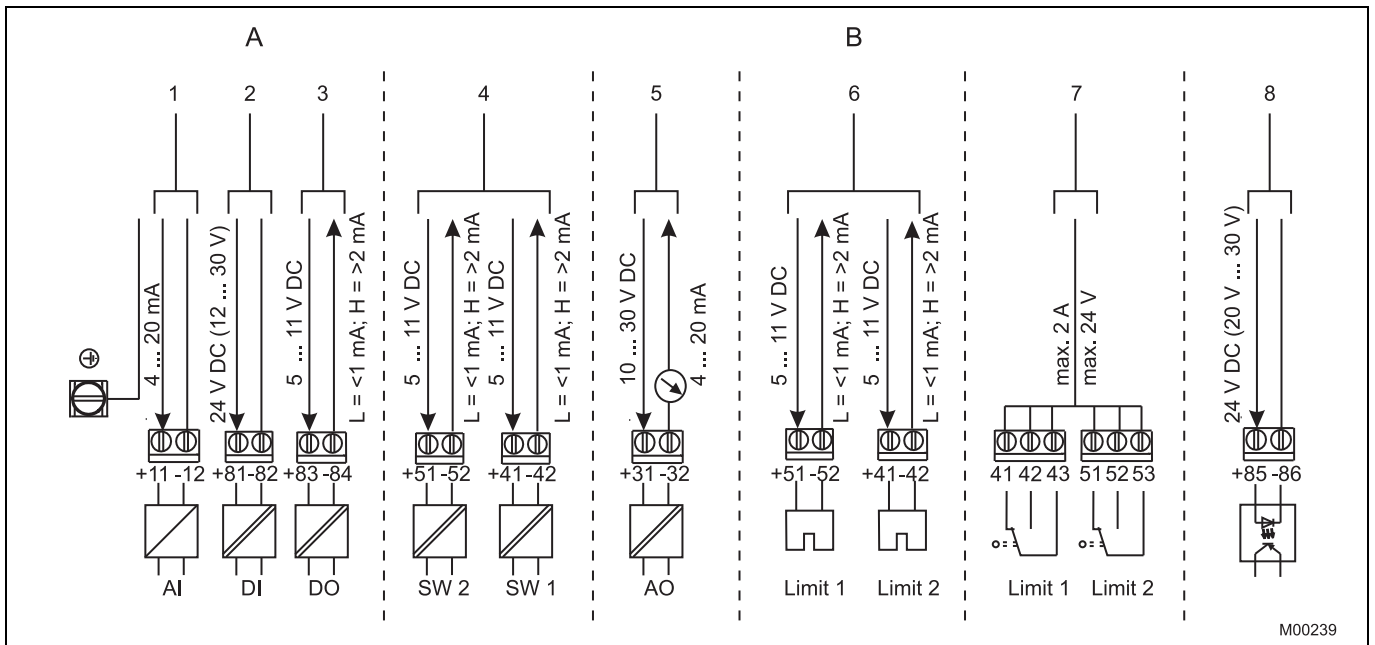 A
B
1
2
3
4
5
6
7
8
4 ... 20 mA
24 V DC (12 ... 30 V)
5 ... 11 V DC
L = <1 mA; H = >2 mA
5 ... 11 V DC
L = <1 mA; H = >2 mA
5 ... 11 V DC
L = <1 mA; H = >2 mA
10 ... 30 V DC
4 ... 20 mA
5 ... 11 V DC
L = <1 mA; H = >2 mA
5 ... 11 V DC
L = <1 mA; H = >2 mA
max. 2 A
max. 24 V
24 V DC (20 V ... 30 V)
+11 -12
+81-82
+83 -84
+51-52
+41-42
+31 -32
+51-52
+41-42
41 42 43
51 52 53
+85 -86
AI
DI
DO
SW 2
SW 1
AO
Limit 1
Limit 2
Limit 1
Limit 2
M00239